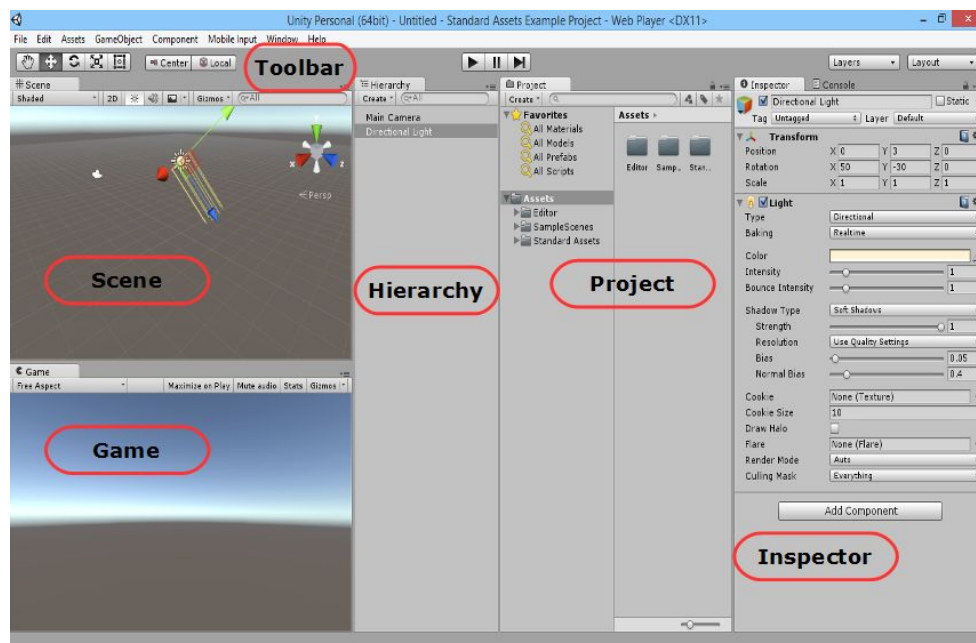 Unity Personal (64bit) - Untitled - Standard Assets Example Project - Web Player <DX11>
File Edit Assets GameObject Component Mobile Input Window Help
Center Local
Toolbar
Layers
Layout
Scene
Shaded 2D Gizmos All
Persp
Scene
Game
Free Aspect Maximize on Play Mute audio Stats Gizmos
Game
Hierarchy
Create All
Main Camera
Directional Light
Hierarchy
Project
Create
Favorites
All Materials
All Models
All Prefabs
All Scripts
Assets
Editor
SampleScenes
Standard Assets
Assets
Editor Samp.. Stan..
Project
Inspector Console
Directional Light Static
Tag Untagged Layer Default
Transform
Position X 0 Y 3 Z 0
Rotation X 50 Y -30 Z 0
Scale X 1 Y 1 Z 1
Light
Type Directional
Baking Realtime
Color
Intensity 1
Bounce Intensity 1
Shadow Type Soft Shadows
Strength 1
Resolution Use Quality Settings
Bias 0.05
Normal Bias 0.4
Cookie None (Texture)
Cookie Size 10
Draw Halo
Flare None (Flare)
Render Mode Auto
Culling Mask Everything
Add Component
Inspector